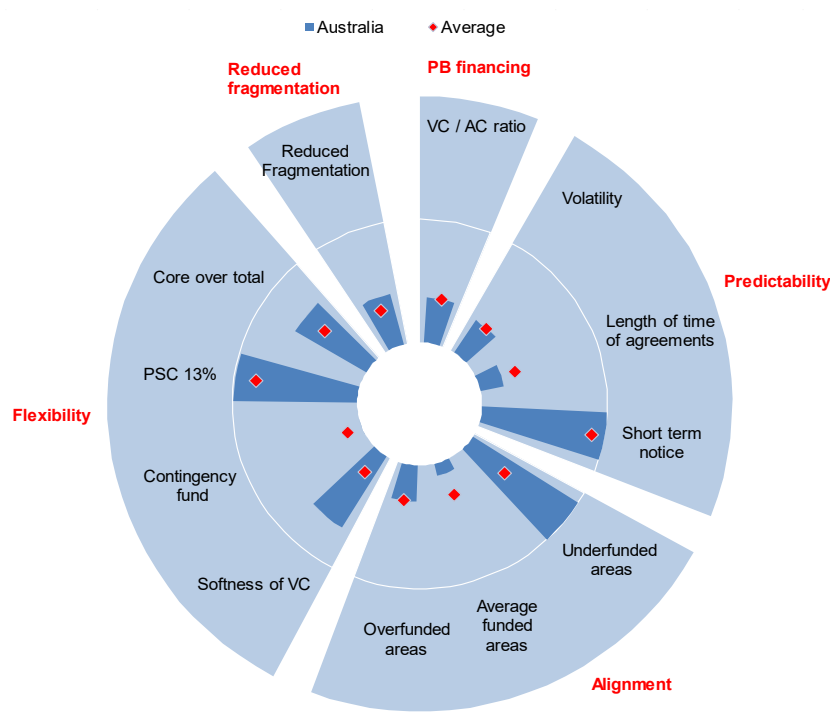 Australia
Average
Reduced
fragmentation
PB financing
VC / AC ratio
Reduced
Fragmentation
Volatility
Core over total
Predictability
Length of time
of agreements
PSC 13%
Flexibility
Short term
notice
Contingency
fund
Underfunded
areas
Softness of VC
Average
funded
areas
Overfunded
areas
Alignment